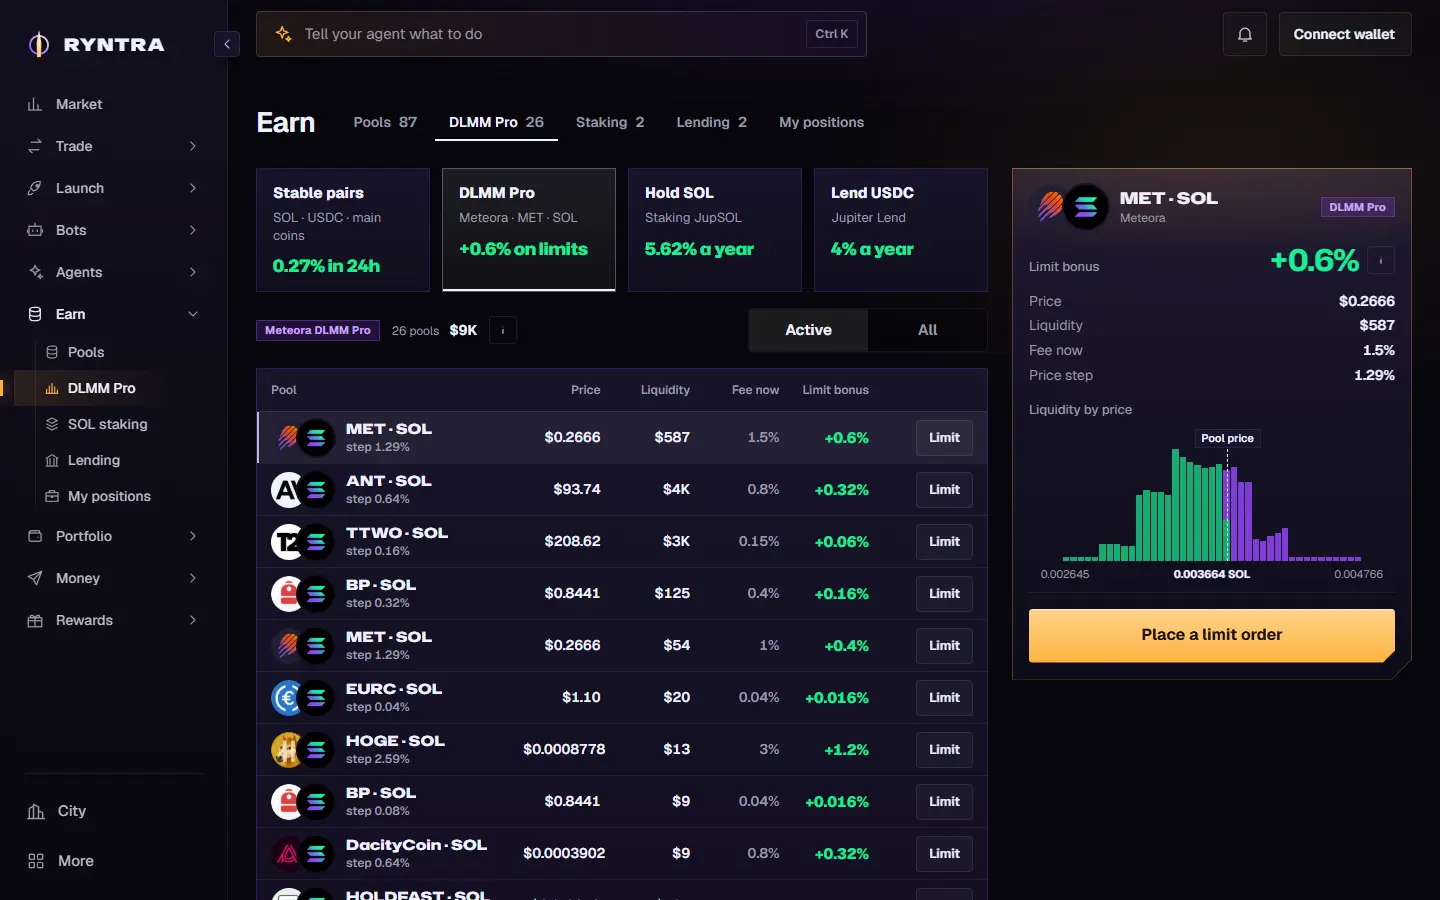 RYNTRA
Tell your agent what to do
Ctrl K
Connect wallet
Market
Trade
Launch
Bots
Agents
Earn
Pools
DLMM Pro
SOL staking
Lending
My positions
Portfolio
Money
Rewards
City
More
Earn
Pools 87
DLMM Pro 26
Staking 2
Lending 2
My positions
Stable pairs
SOL · USDC · main
coins
0.27% in 24h
DLMM Pro
Meteora · MET · SOL
+0.6% on limits
Hold SOL
Staking JupSOL
5.62% a year
Lend USDC
Jupiter Lend
4% a year
Meteora DLMM Pro
26 pools $9K
i
Active
All
Pool Price Liquidity Fee now Limit bonus
MET · SOL
step 1.29%
$0.2666 $587 1.5% +0.6% Limit
ANT · SOL
step 0.64%
$93.74 $4K 0.8% +0.32% Limit
TTWO · SOL
step 0.16%
$208.62 $3K 0.15% +0.06% Limit
BP · SOL
step 0.32%
$0.8441 $125 0.4% +0.16% Limit
MET · SOL
step 1.29%
$0.2666 $54 1% +0.4% Limit
EURC · SOL
step 0.04%
$1.10 $20 0.04% +0.016% Limit
HOGE · SOL
step 2.59%
$0.0008778 $13 3% +1.2% Limit
BP · SOL
step 0.08%
$0.8441 $9 0.04% +0.016% Limit
DacityCoin · SOL
step 0.64%
$0.0003902 $9 0.8% +0.32% Limit
HOLDFAST · SOL
MET · SOL
Meteora
DLMM Pro
Limit bonus +0.6%
i
Price $0.2666
Liquidity $587
Fee now 1.5%
Price step 1.29%
Liquidity by price
Pool price
0.002645 0.003664 SOL 0.004766
Place a limit order